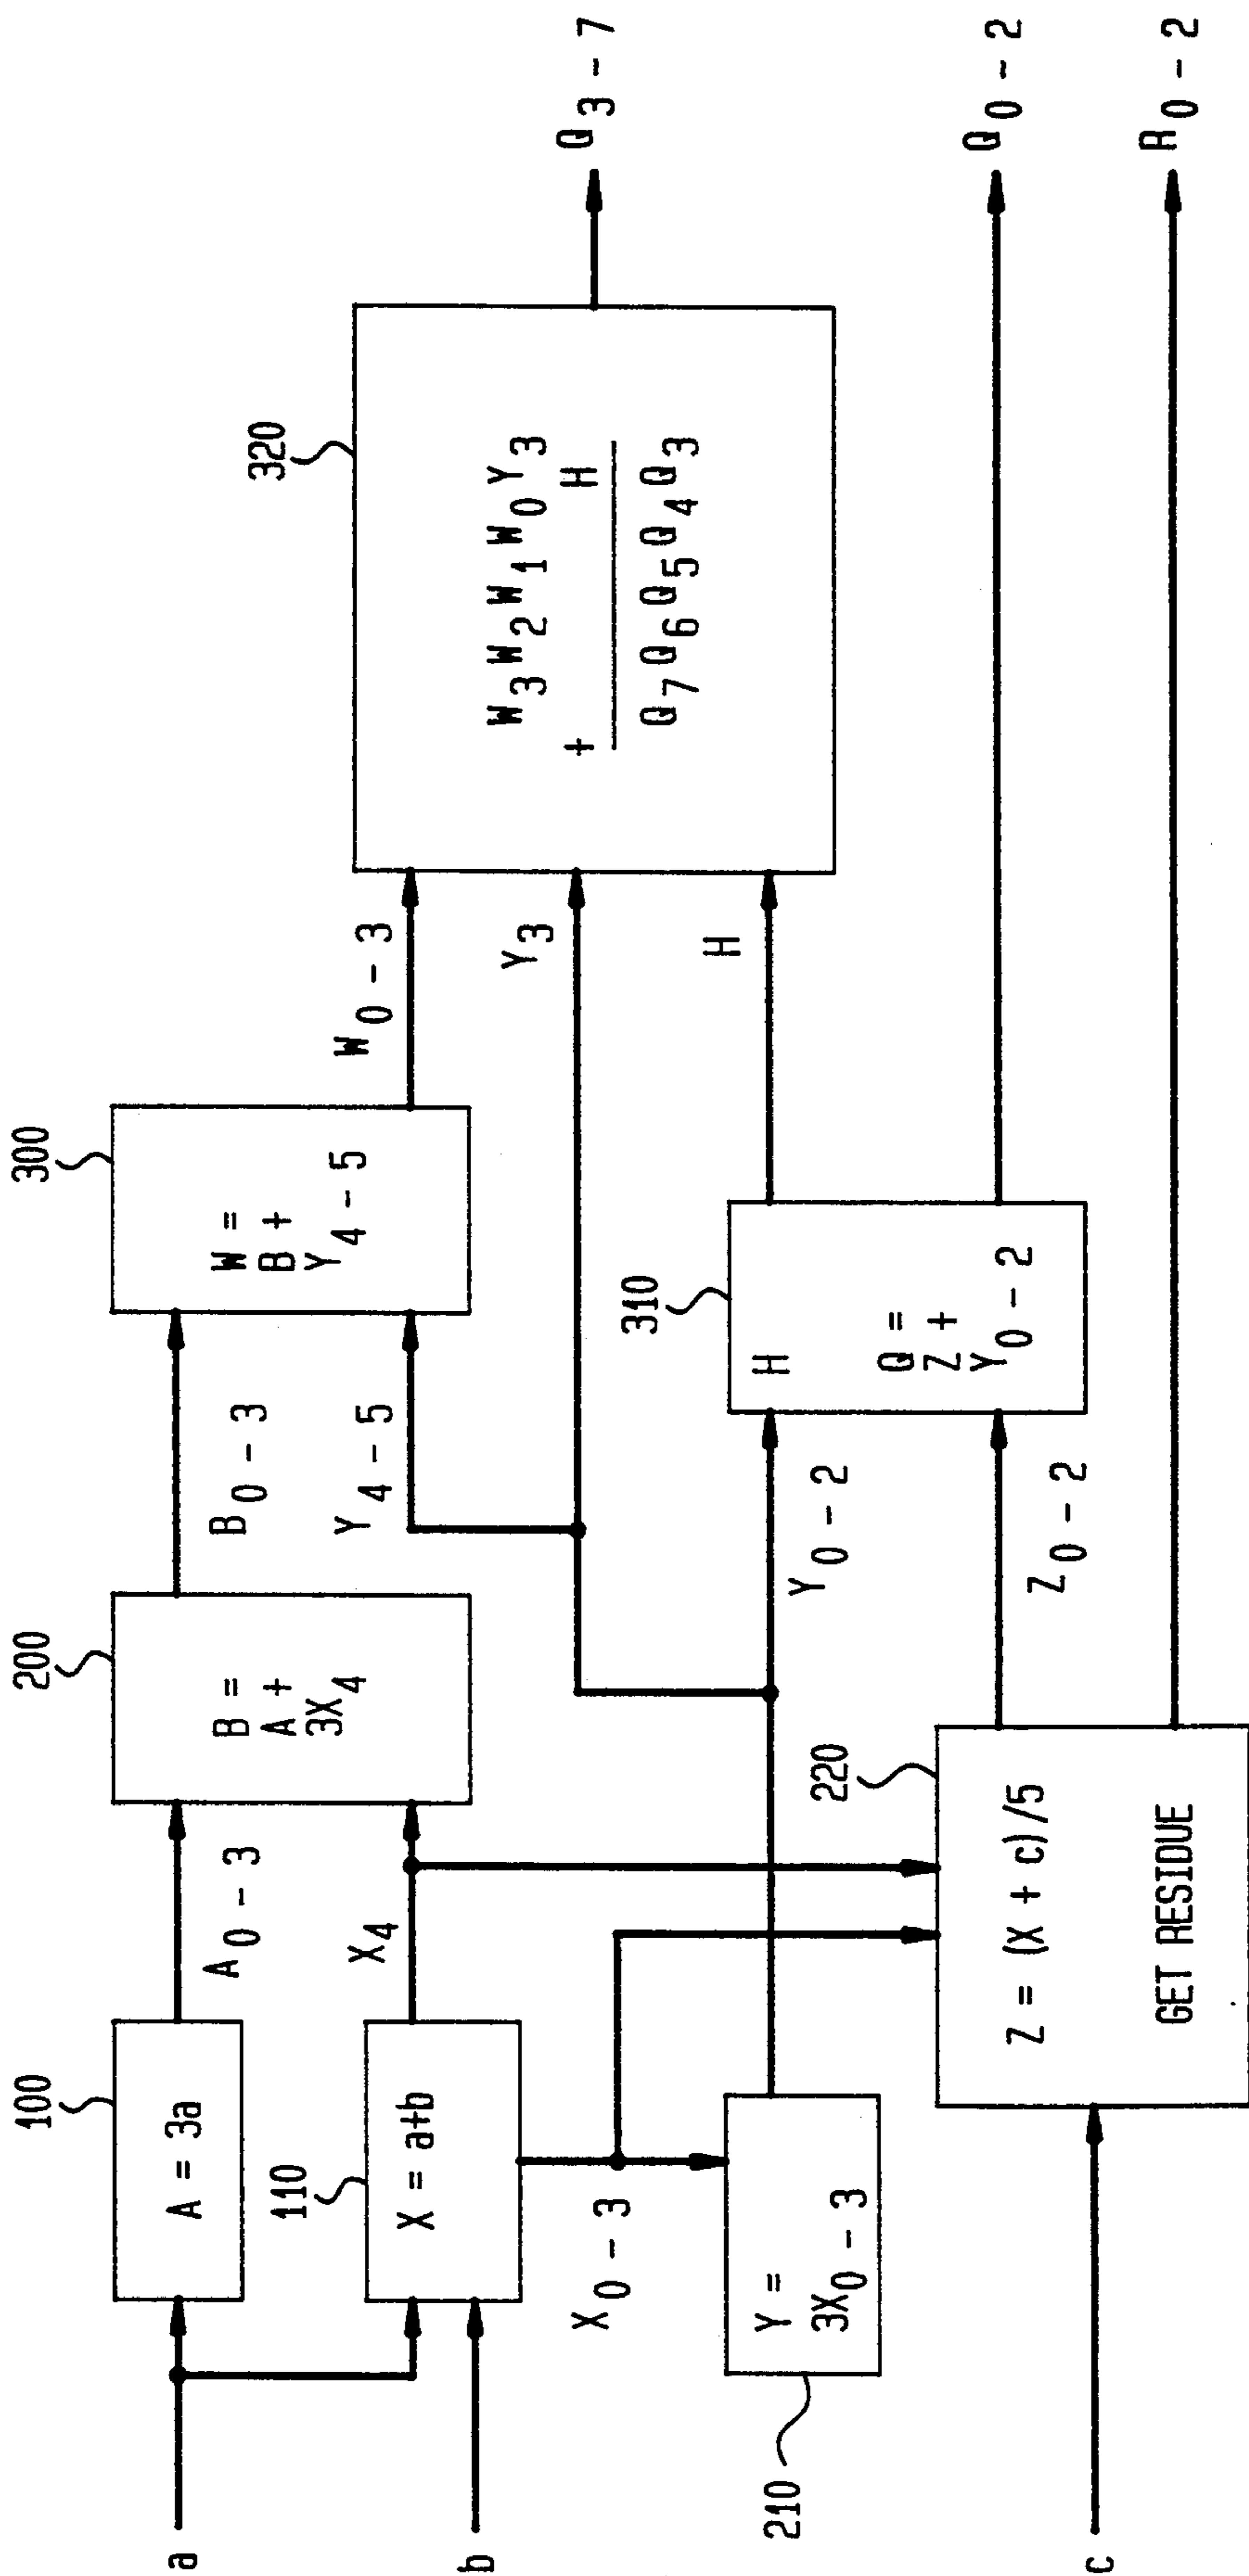 a
b
c
100
A = 3a
110
X = a+b
210
Y =
3X0 - 3
A0 - 3
X4
X0 - 3
200
B =
A +
3X4
220
Z = (X + c)/5
GET RESIDUE
B0 - 3
Y4 - 5
Y0 - 2
Z0 - 2
300
W =
B +
Y4 - 5
310
H
Q =
Z +
Y0 - 2
W0 - 3
Y3
H
320
W3W2W1W0Y3
+ H
Q7Q6Q5Q4Q3
Q3 - 7
Q0 - 2
R0 - 2